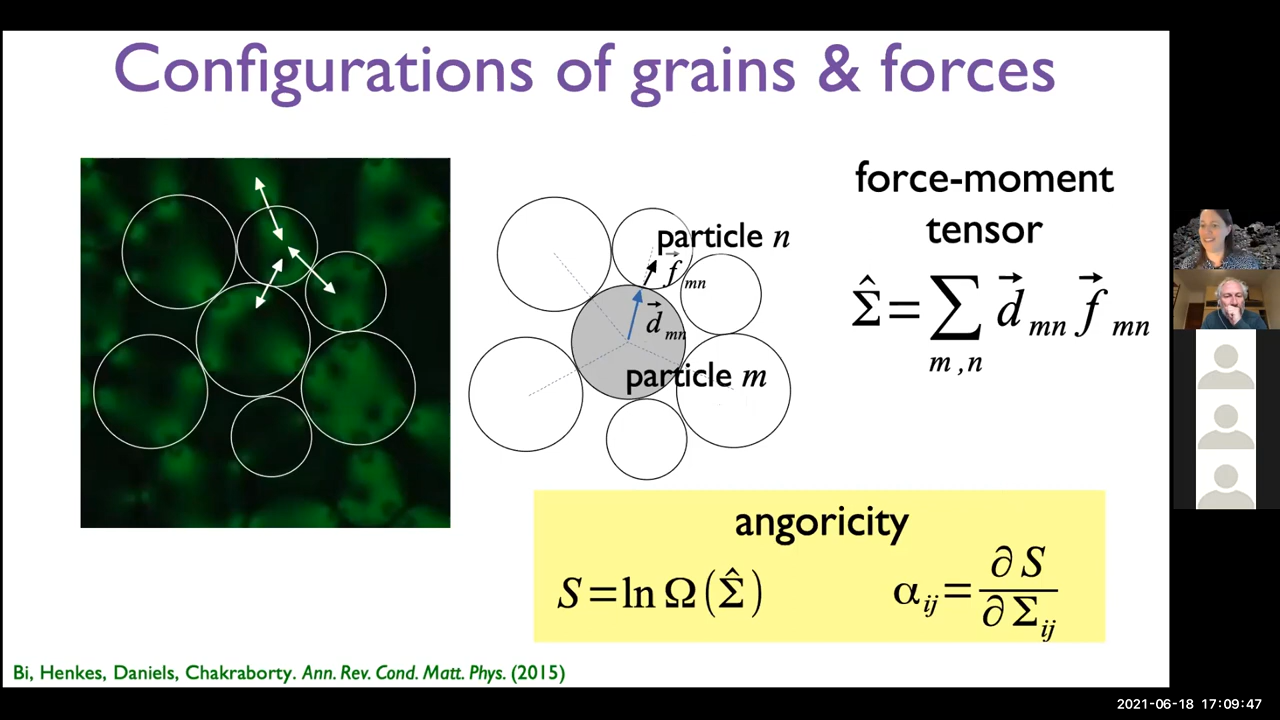 Configurations of grains & forces
particle n
f⃗ mn
d⃗ mn
particle m
force-moment
tensor
Σ̂ = ∑ d⃗ mn f⃗ mn
m , n
angoricity
S = ln Ω ( Σ̂ )
α ij = ∂ S / ∂ Σ ij
Bi, Henkes, Daniels, Chakraborty. Ann. Rev. Cond. Matt. Phys. (2015)
2021-06-18 17:09:47